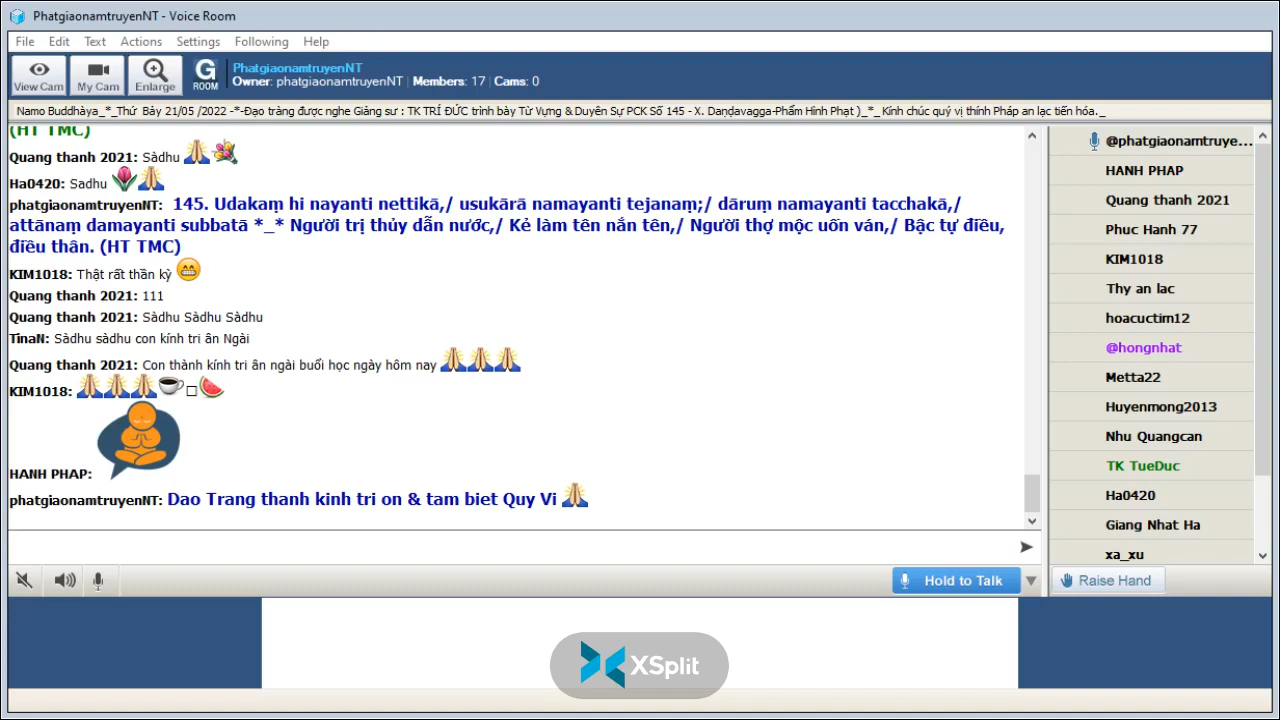 PhatgiaonamtruyenNT - Voice Room
File Edit Text Actions Settings Following Help
View Cam My Cam Enlarge G ROOM
PhatgiaonamtruyenNT
Owner: phatgiaonamtruyenNT | Members: 17 | Cams: 0
Namo Buddhàya_*_Thứ Bảy 21/05 /2022 -*-Đạo tràng được nghe Giảng sư : TK TRÍ ĐỨC trình bày Từ Vựng & Duyên Sự PCK Số 145 - X. Daṇḍavagga-Phẩm Hình Phạt )_*_ Kính chúc quý vị thính Pháp an lạc tiến hóa._
(HT TMC)
Quang thanh 2021: Sàdhu
Ha0420: Sadhu
phatgiaonamtruyenNT: 145. Udakaṃ hi nayanti nettikā,/ usukārā namayanti tejanaṃ;/ dāruṃ namayanti tacchakā,/
attānaṃ damayanti subbatā *_* Người trị thủy dẫn nước,/ Kẻ làm tên nắn tên,/ Người thợ mộc uốn ván,/ Bậc tự điều,
điều thân. (HT TMC)
KIM1018: Thật rất thần kỳ
Quang thanh 2021: 111
Quang thanh 2021: Sàdhu Sàdhu Sàdhu
TinaN: Sàdhu sàdhu con kính tri ân Ngài
Quang thanh 2021: Con thành kính tri ân ngài buổi học ngày hôm nay
KIM1018:
HANH PHAP:
phatgiaonamtruyenNT: Dao Trang thanh kinh tri on & tam biet Quy Vi
@phatgiaonamtruye...
HANH PHAP
Quang thanh 2021
Phuc Hanh 77
KIM1018
Thy an lac
hoacuctim12
@hongnhat
Metta22
Huyenmong2013
Nhu Quangcan
TK TueDuc
Ha0420
Giang Nhat Ha
xa_xu
Hold to Talk
Raise Hand
XSplit